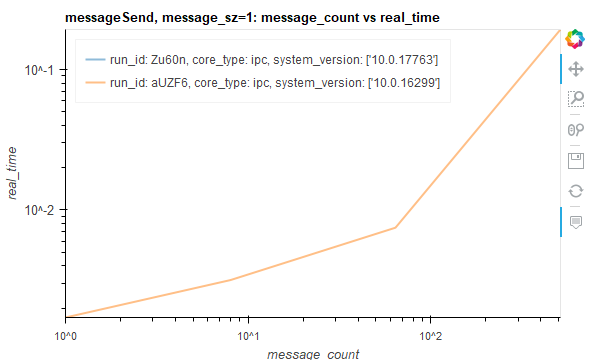 messageSend, message_sz=1: message_count vs real_time
run_id: Zu60n, core_type: ipc, system_version: ['10.0.17763']
run_id: aUZF6, core_type: ipc, system_version: ['10.0.16299']
real_time
10^-1
10^-2
10^0
10^1
10^2
message_count